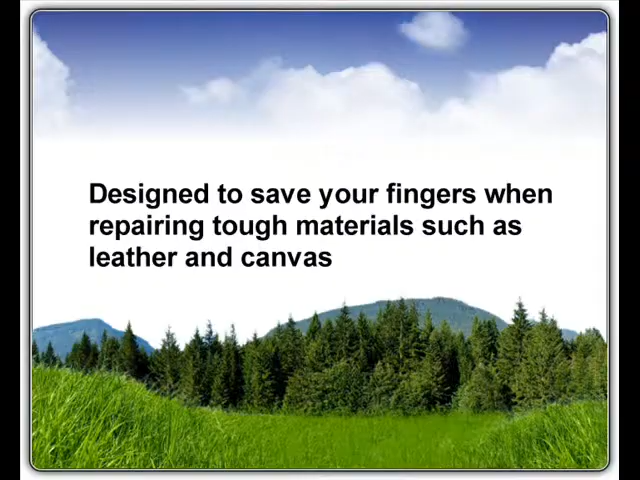 Designed to save your fingers when
repairing tough materials such as
leather and canvas